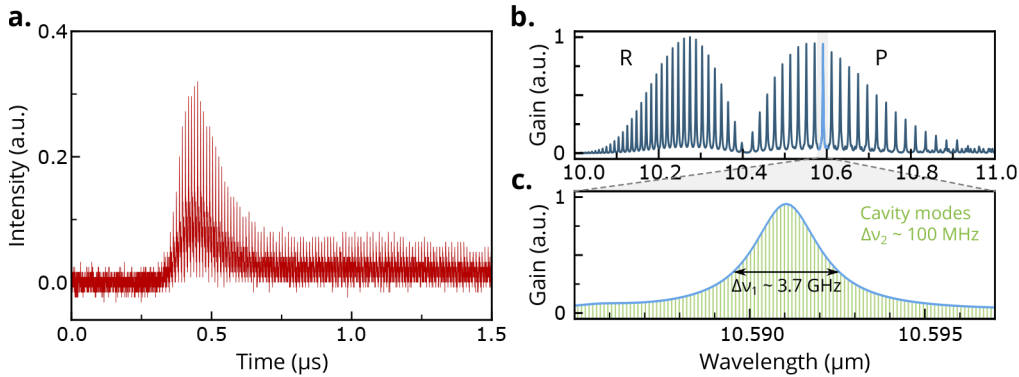 a.
0.4
0.2
0.0
Intensity (a.u.)
0.0 0.5 1.0 1.5
Time (μs)
b.
1
0
Gain (a.u.)
R
P
10.0 10.2 10.4 10.6 10.8 11.0
c.
1
0
Gain (a.u.)
Cavity modes
Δν₂ ~ 100 MHz
Δν₁ ~ 3.7 GHz
10.590 10.595
Wavelength (μm)